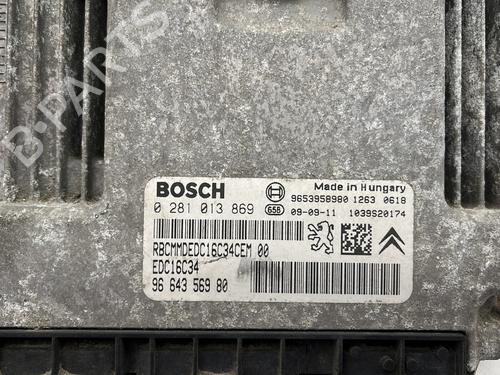 B-PARTS
BOSCH
Made in Hungary
9653958980 1263 0618
0 281 013 869 656 09-09-11 1039S20174
RBCMMDEDC16C34CEM 00
EDC16C34
96 643 569 80